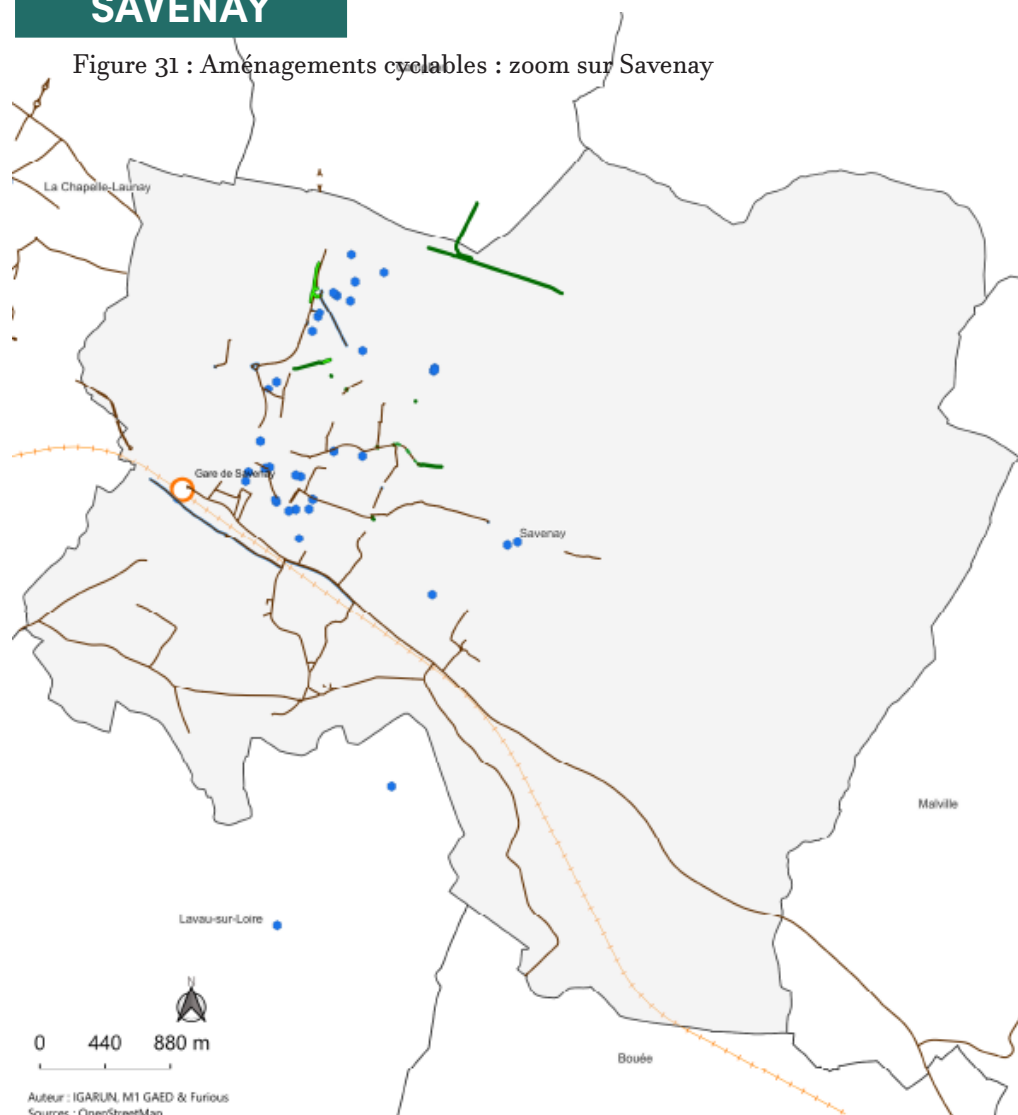 SAVENAY
Figure 31 : Aménagements cyclables : zoom sur Savenay
La Chapelle-Launay
Gare de Savenay
Savenay
Malville
Lavau-sur-Loire
N
0 440 880 m
Bouée
Auteur : IGARUN, M1 GAED & Furious
Sources : OpenStreetMap